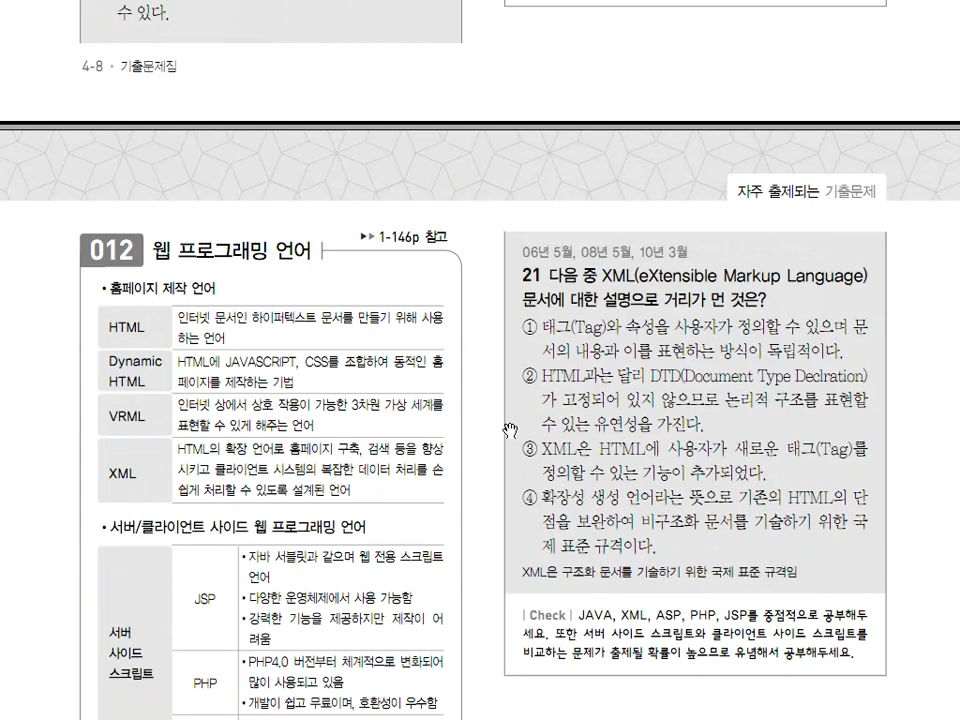 수 있다.
4-8 • 기출문제집
자주 출제되는 기출문제
012 웹 프로그래밍 언어
▶▶ 1-146p 참고
• 홈페이지 제작 언어
HTML
인터넷 문서인 하이퍼텍스트 문서를 만들기 위해 사용
하는 언어
Dynamic
HTML
HTML에 JAVASCRIPT, CSS를 조합하여 동적인 홈
페이지를 제작하는 기법
VRML
인터넷 상에서 상호 작용이 가능한 3차원 가상 세계를
표현할 수 있게 해주는 언어
XML
HTML의 확장 언어로 홈페이지 구축, 검색 등을 향상
시키고 클라이언트 시스템의 복잡한 데이터 처리를 손
쉽게 처리할 수 있도록 설계된 언어
• 서버/클라이언트 사이드 웹 프로그래밍 언어
서버
사이드
스크립트
JSP
• 자바 서블릿과 같으며 웹 전용 스크립트
언어
• 다양한 운영체제에서 사용 가능함
• 강력한 기능을 제공하지만 제작이 어
려움
PHP
• PHP4.0 버전부터 체계적으로 변화되어
많이 사용되고 있음
• 개발이 쉽고 무료이며, 호환성이 우수함
06년 5월, 08년 5월, 10년 3월
21 다음 중 XML(eXtensible Markup Language)
문서에 대한 설명으로 거리가 먼 것은?
① 태그(Tag)와 속성을 사용자가 정의할 수 있으며 문
서의 내용과 이를 표현하는 방식이 독립적이다.
② HTML과는 달리 DTD(Document Type Declration)
가 고정되어 있지 않으므로 논리적 구조를 표현할
수 있는 유연성을 가진다.
③ XML은 HTML에 사용자가 새로운 태그(Tag)를
정의할 수 있는 기능이 추가되었다.
④ 확장성 생성 언어라는 뜻으로 기존의 HTML의 단
점을 보완하여 비구조화 문서를 기술하기 위한 국
제 표준 규격이다.
XML은 구조화 문서를 기술하기 위한 국제 표준 규격임
| Check | JAVA, XML, ASP, PHP, JSP를 중점적으로 공부해두
세요. 또한 서버 사이드 스크립트와 클라이언트 사이드 스크립트를
비교하는 문제가 출제될 확률이 높으므로 유념해서 공부해두세요.